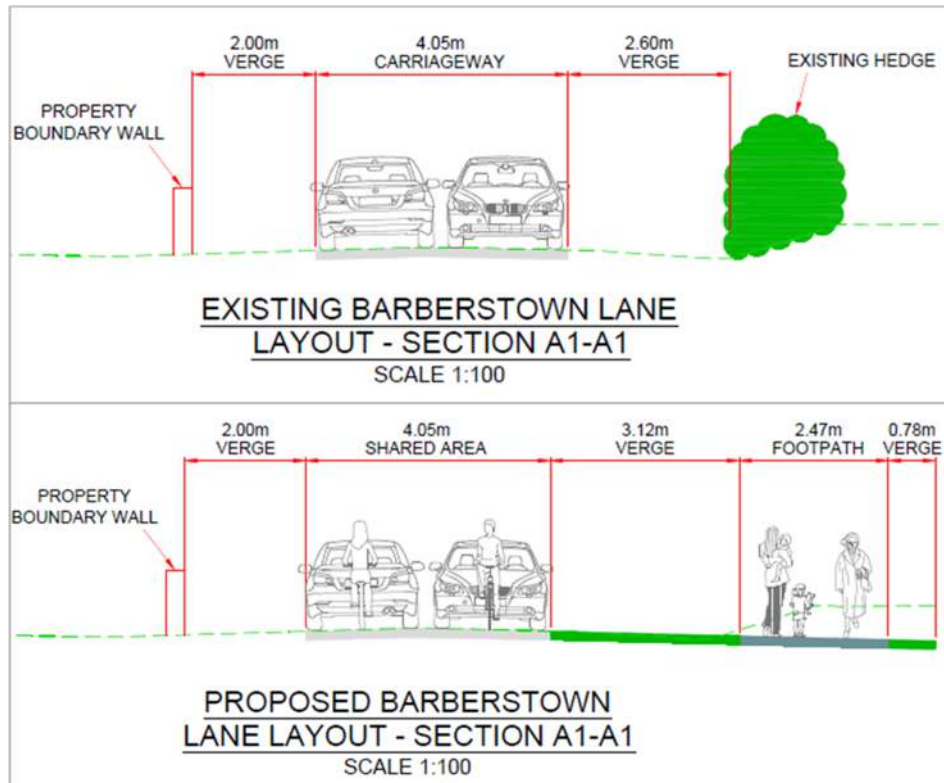 2.00m
VERGE
4.05m
CARRIAGEWAY
2.60m
VERGE
EXISTING HEDGE
PROPERTY
BOUNDARY WALL
EXISTING BARBERSTOWN LANE
LAYOUT - SECTION A1-A1
SCALE 1:100
2.00m
VERGE
4.05m
SHARED AREA
3.12m
VERGE
2.47m
FOOTPATH
0.78m
VERGE
PROPERTY
BOUNDARY WALL
PROPOSED BARBERSTOWN
LANE LAYOUT - SECTION A1-A1
SCALE 1:100